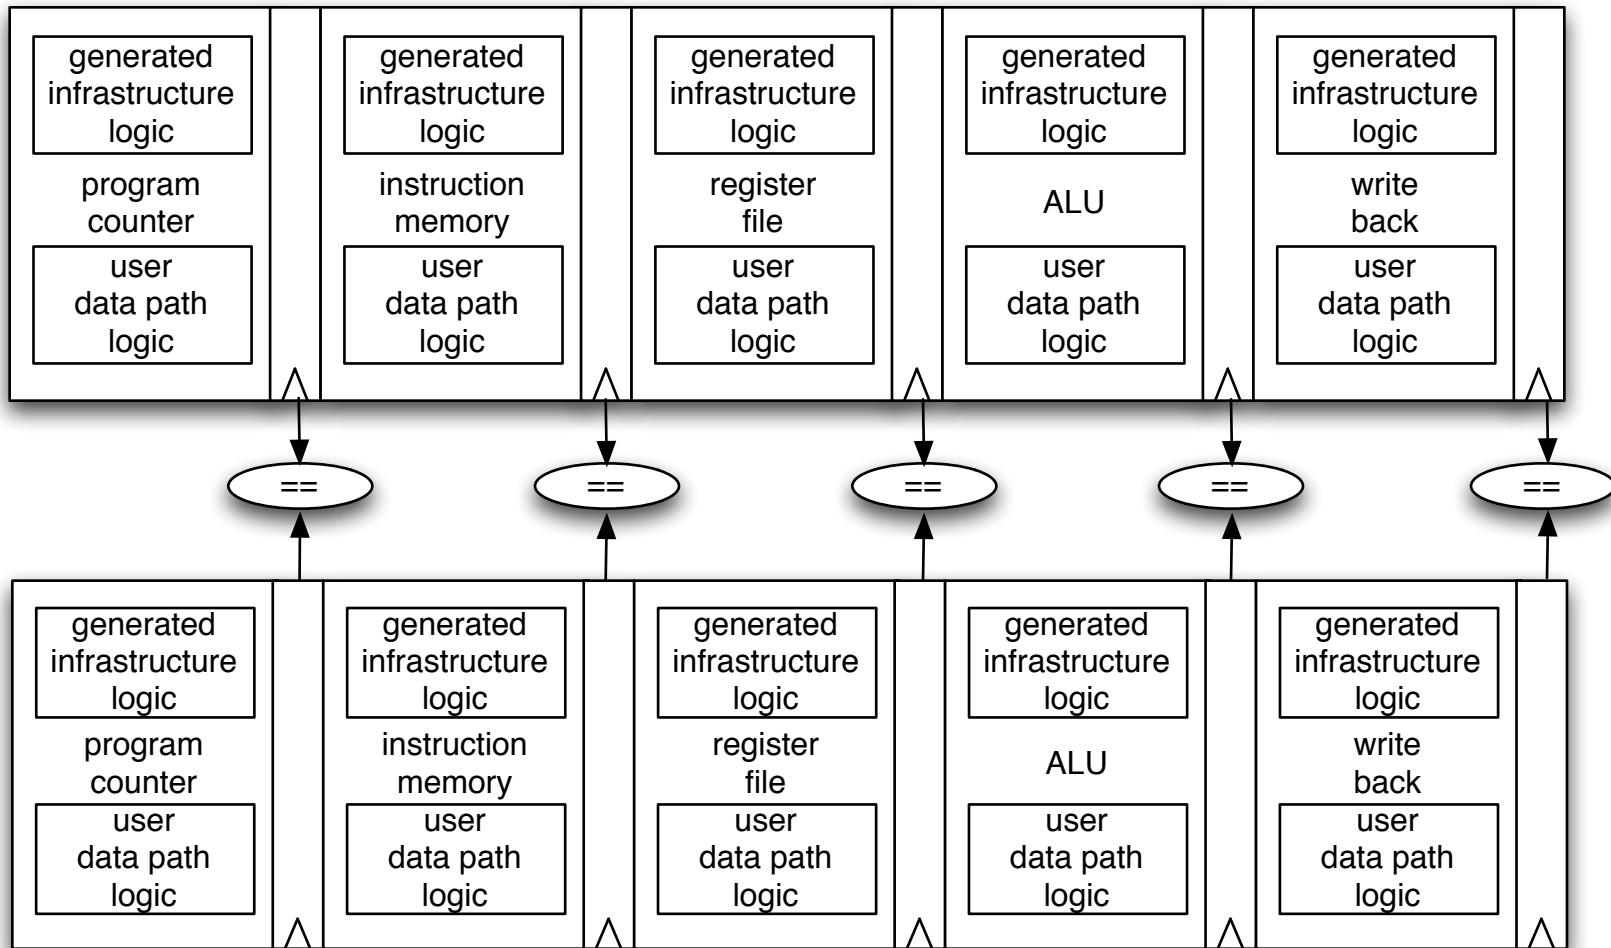 generated
infrastructure
logic
program
counter
user
data path
logic
generated
infrastructure
logic
instruction
memory
user
data path
logic
generated
infrastructure
logic
register
file
user
data path
logic
generated
infrastructure
logic
ALU
user
data path
logic
generated
infrastructure
logic
write
back
user
data path
logic
==
==
==
==
==
generated
infrastructure
logic
program
counter
user
data path
logic
generated
infrastructure
logic
instruction
memory
user
data path
logic
generated
infrastructure
logic
register
file
user
data path
logic
generated
infrastructure
logic
ALU
user
data path
logic
generated
infrastructure
logic
write
back
user
data path
logic